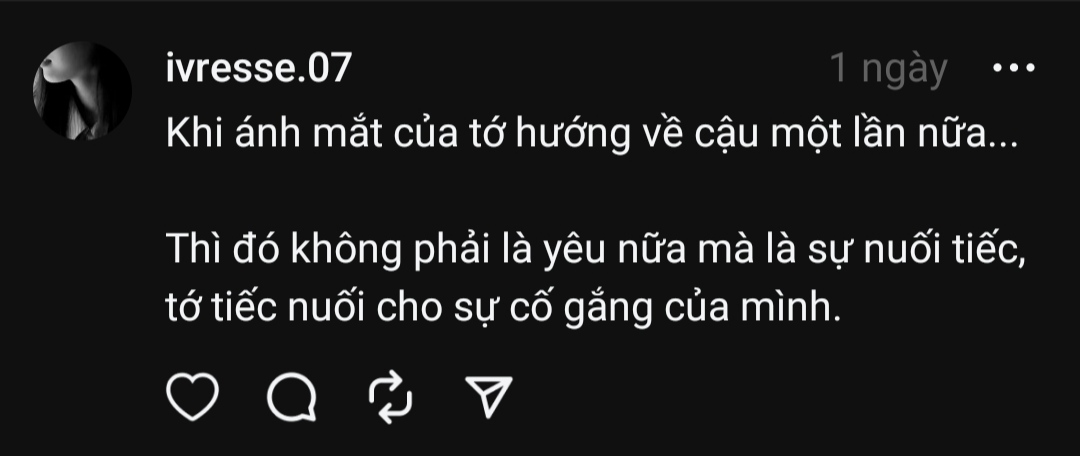 ivresse.07 1 ngày
Khi ánh mắt của tớ hướng về cậu một lần nữa...
Thì đó không phải là yêu nữa mà là sự nuối tiếc,
tớ tiếc nuối cho sự cố gắng của mình.